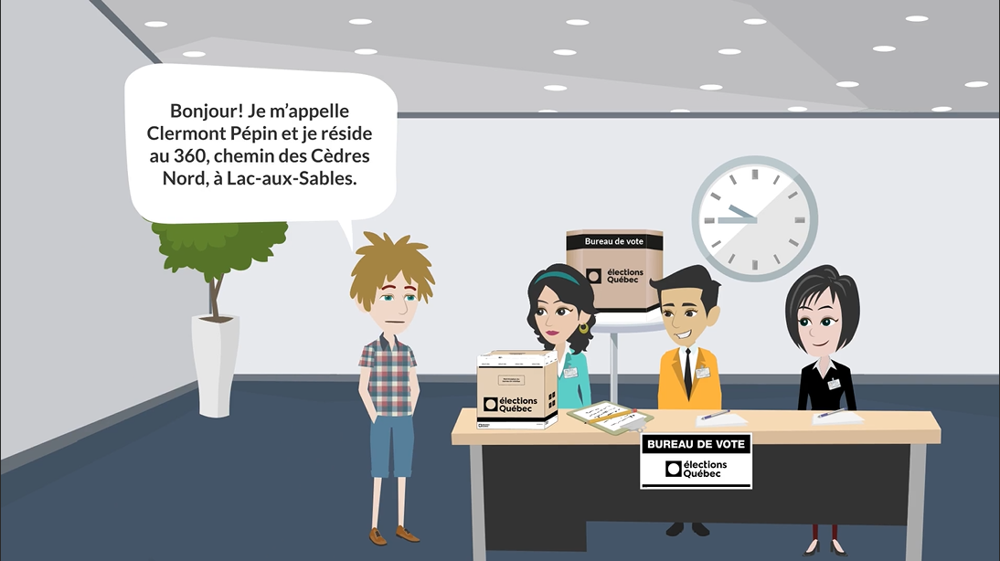 Bonjour! Je m’appelle
Clermont Pépin et je réside
au 360, chemin des Cèdres
Nord, à Lac-aux-Sables.
Bureau de vote
élections
Québec
élections
Québec
BUREAU DE VOTE
élections
Québec